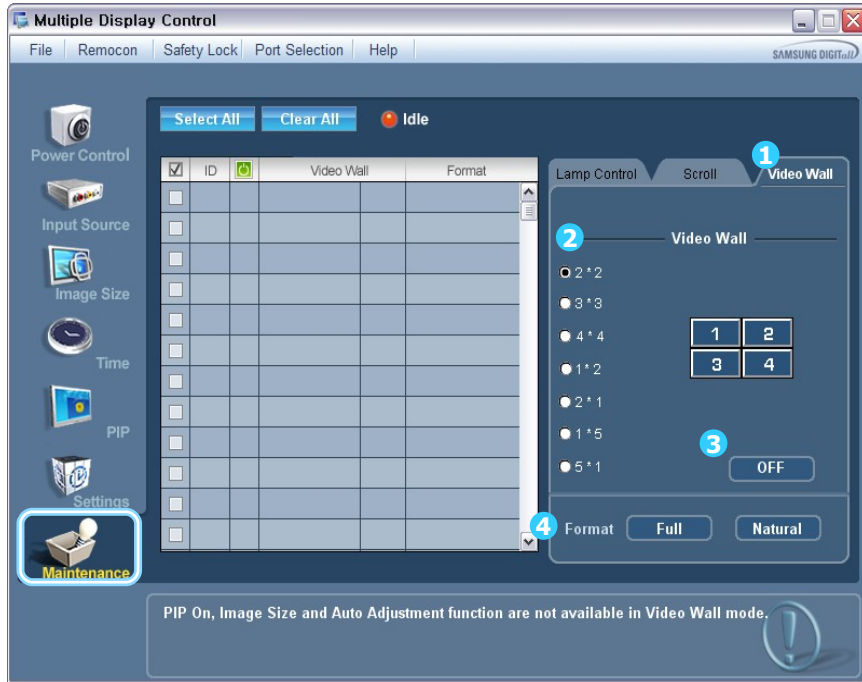 Multiple Display Control
File Remocon Safety Lock Port Selection Help
SAMSUNG DIGITall
Select All Clear All Idle
Power Control
Input Source
Image Size
Time
PIP
Settings
Maintenance
ID Video Wall Format
1
Lamp Control Scroll Video Wall
2 Video Wall
2 * 2
3 * 3
4 * 4
1 * 2
2 * 1
1 * 5
5 * 1
1 2
3 4
3
OFF
4 Format Full Natural
PIP On, Image Size and Auto Adjustment function are not available in Video Wall mode.